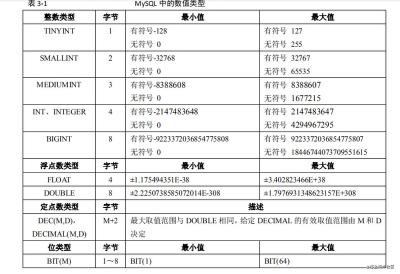 表 3-1 MySQL 中的数值类型
整数类型 字节 最小值 最大值
TINYINT 1 有符号-128 有符号 127
无符号 0 无符号 255
SMALLINT 2 有符号-32768 有符号 32767
无符号 0 无符号 65535
MEDIUMINT 3 有符号-8388608 有符号 8388607
无符号 0 无符号 1677215
INT、INTEGER 4 有符号-2147483648 有符号 2147483647
无符号 0 无符号 4294967295
BIGINT 8 有符号-9223372036854775808 有符号 9223372036854775807
无符号 0 无符号 18446744073709551615
浮点数类型 字节 最小值 最大值
FLOAT 4 ±1.175494351E-38 ±3.402823466E+38
DOUBLE 8 ±2.2250738585072014E-308 ±1.7976931348623157E+308
定点数类型 字节 描述
DEC(M,D), M+2 最大取值范围与 DOUBLE 相同，给定 DECIMAL 的有效取值范围由 M 和 D
DECIMAL(M,D) 决定
位类型 字节 最小值 最大值
BIT(M) 1～8 BIT(1) BIT(64)